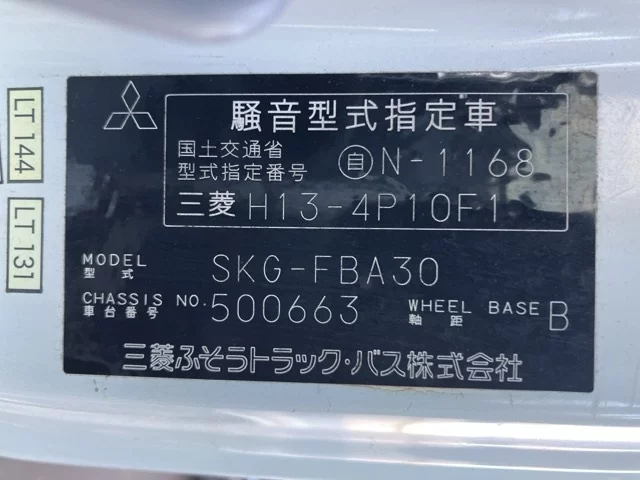 LT 144
LT 131
騒音型式指定車
国土交通省
型式指定番号 自N-1168
三菱 H13-4P10F1
MODEL
型式 SKG-FBA30
CHASSIS NO.
車台番号 500663 WHEEL BASE
軸距 B
三菱ふそうトラック・バス株式会社